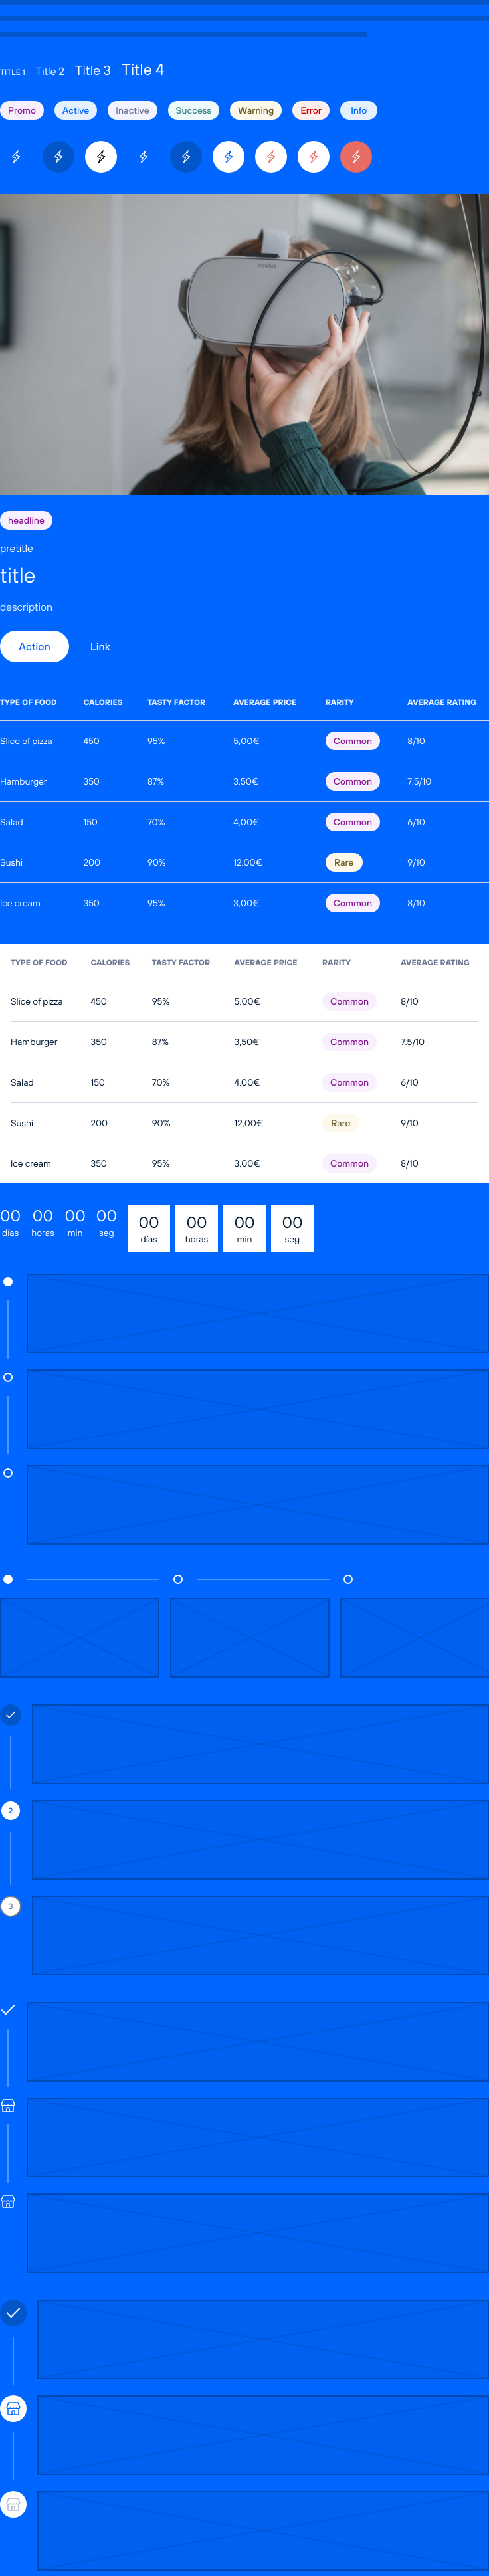 TITLE 1 Title 2 Title 3 Title 4
Promo Active Inactive Success Warning Error Info
oculus
headline
pretitle
title
description
Action Link
TYPE OF FOOD CALORIES TASTY FACTOR AVERAGE PRICE RARITY AVERAGE RATING
Slice of pizza 450 95% 5,00€ Common 8/10
Hamburger 350 87% 3,50€ Common 7.5/10
Salad 150 70% 4,00€ Common 6/10
Sushi 200 90% 12,00€ Rare 9/10
Ice cream 350 95% 3,00€ Common 8/10
TYPE OF FOOD CALORIES TASTY FACTOR AVERAGE PRICE RARITY AVERAGE RATING
Slice of pizza 450 95% 5,00€ Common 8/10
Hamburger 350 87% 3,50€ Common 7.5/10
Salad 150 70% 4,00€ Common 6/10
Sushi 200 90% 12,00€ Rare 9/10
Ice cream 350 95% 3,00€ Common 8/10
00 00 00 00 00 00 00 00
días horas min seg días horas min seg
2
3